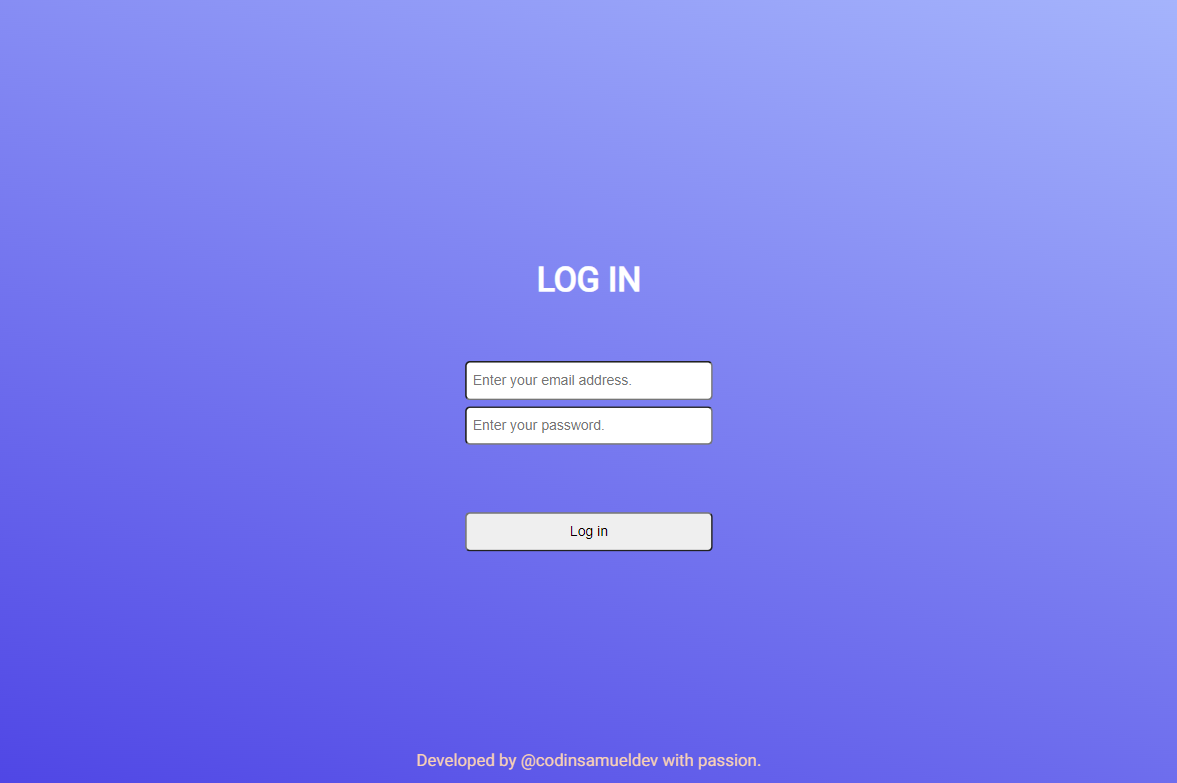 LOG IN
Enter your email address.
Enter your password.
Log in
Developed by @codinsamueldev with passion.